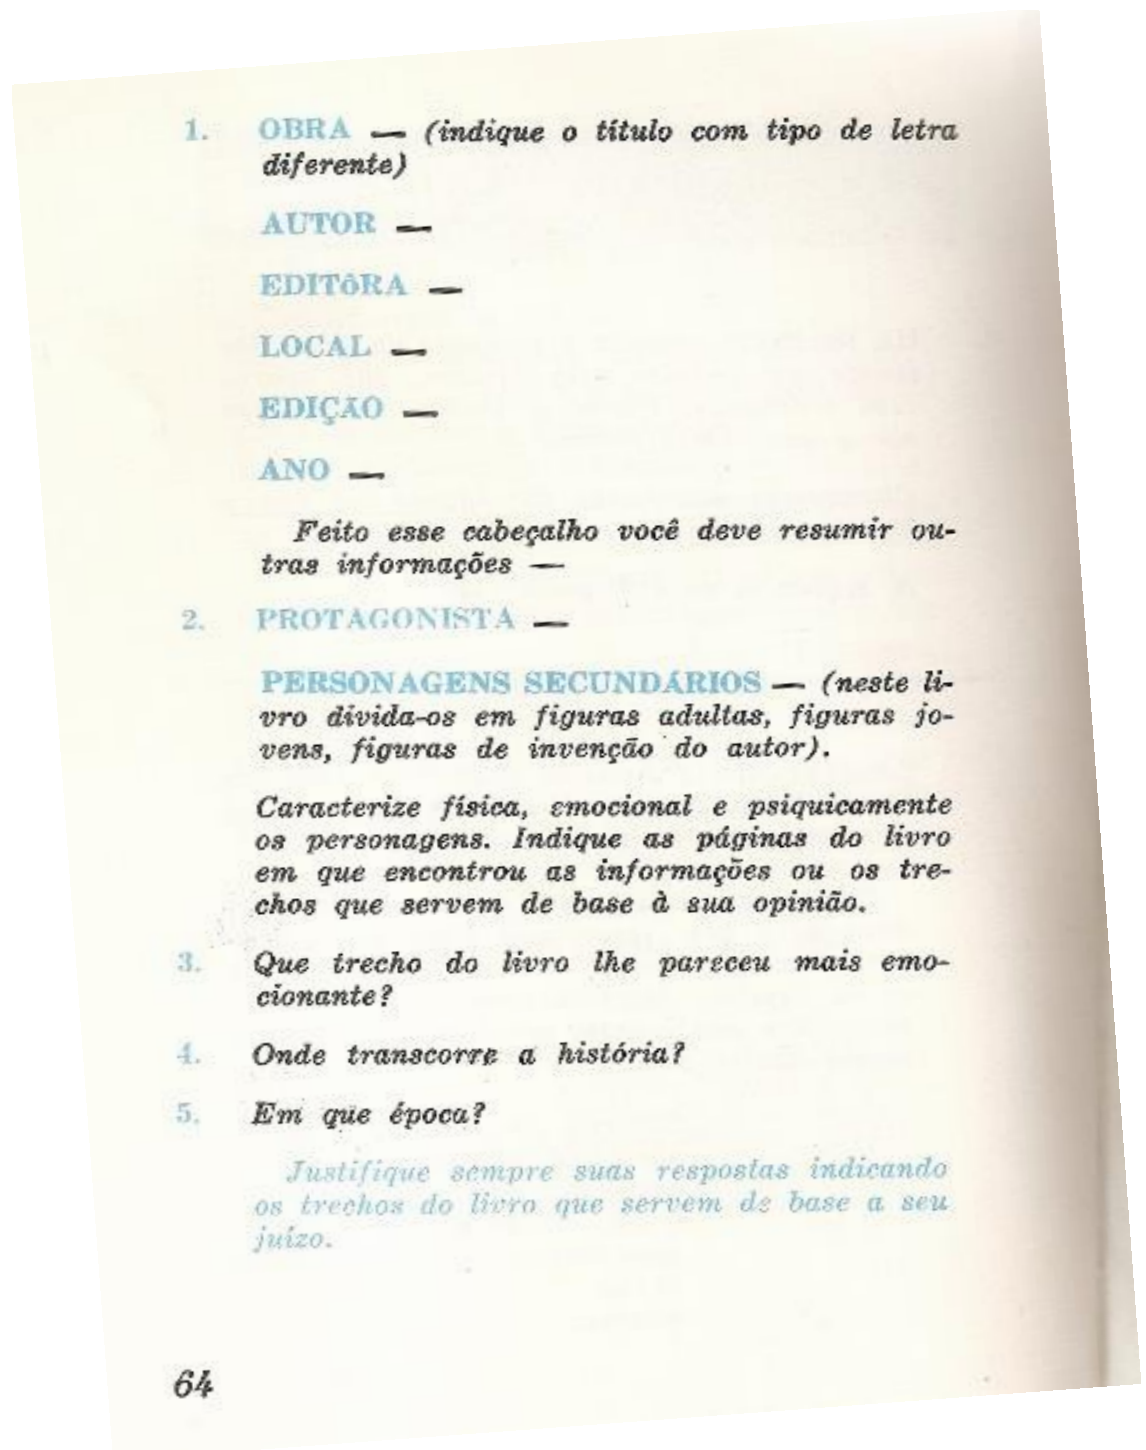 1. OBRA — (indique o título com tipo de letra
diferente)
AUTOR —
EDITÔRA —
LOCAL —
EDIÇÃO —
ANO —
Feito esse cabeçalho você deve resumir ou-
tras informações —
2. PROTAGONISTA —
PERSONAGENS SECUNDÁRIOS — (neste li-
vro divida-os em figuras adultas, figuras jo-
vens, figuras de invenção do autor).
Caracterize física, emocional e psiquicamente
os personagens. Indique as páginas do livro
em que encontrou as informações ou os tre-
chos que servem de base à sua opinião.
3. Que trecho do livro lhe pareceu mais emo-
cionante?
4. Onde transcorre a história?
5. Em que época?
Justifique sempre suas respostas indicando
os trechos do livro que servem de base a seu
juízo.
64